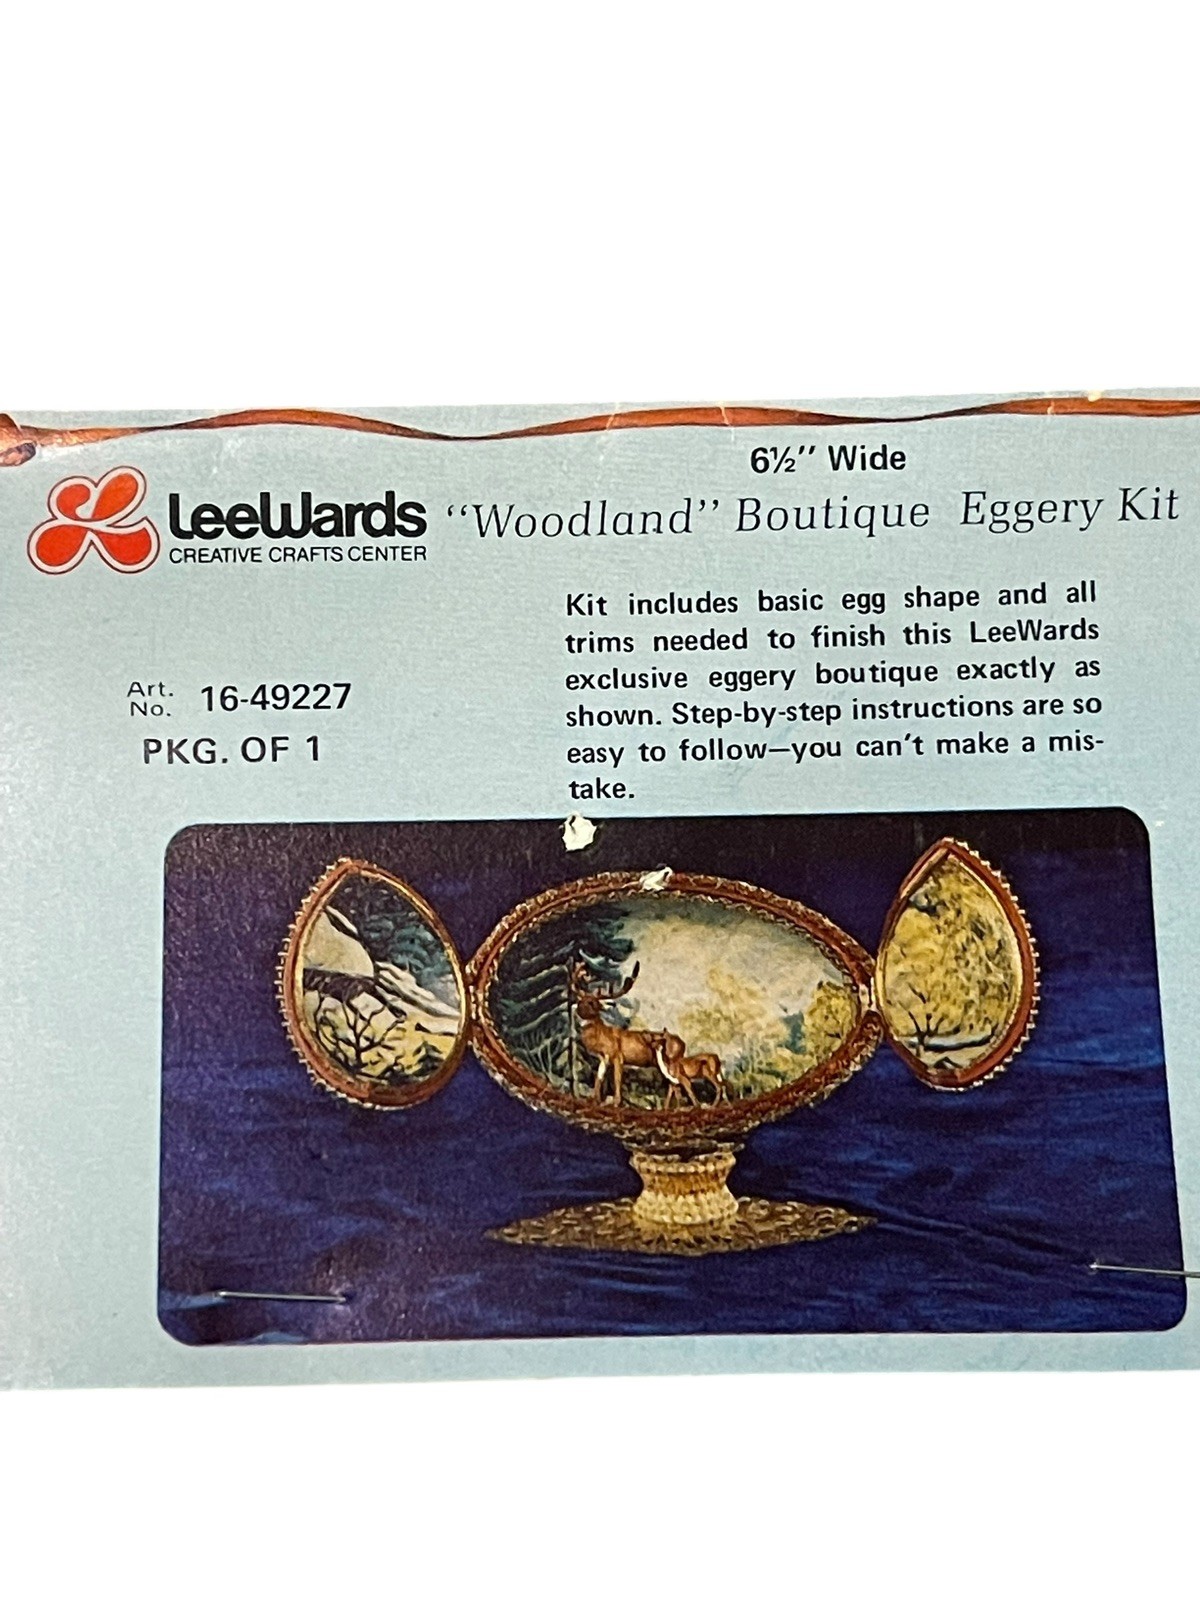 6½” Wide
LeeWards
CREATIVE CRAFTS CENTER
“Woodland” Boutique Eggery Kit
Art. No. 16-49227
PKG. OF 1
Kit includes basic egg shape and all
trims needed to finish this LeeWards
exclusive eggery boutique exactly as
shown. Step-by-step instructions are so
easy to follow—you can’t make a mis-
take.